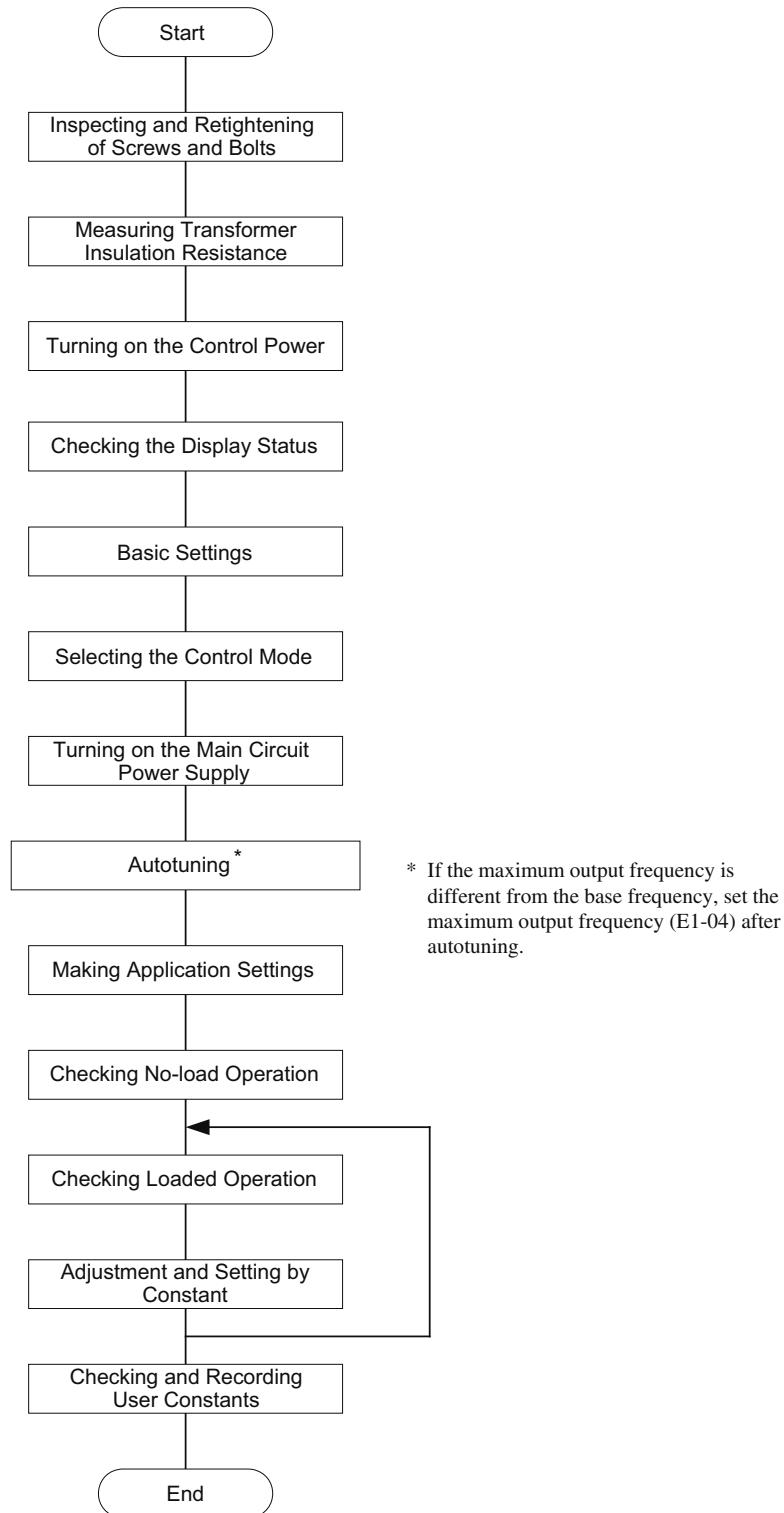 Start
Inspecting and Retightening
of Screws and Bolts
Measuring Transformer
Insulation Resistance
Turning on the Control Power
Checking the Display Status
Basic Settings
Selecting the Control Mode
Turning on the Main Circuit
Power Supply
Autotuning *
* If the maximum output frequency is
different from the base frequency, set the
maximum output frequency (E1-04) after
autotuning.
Making Application Settings
Checking No-load Operation
Checking Loaded Operation
Adjustment and Setting by
Constant
Checking and Recording
User Constants
End